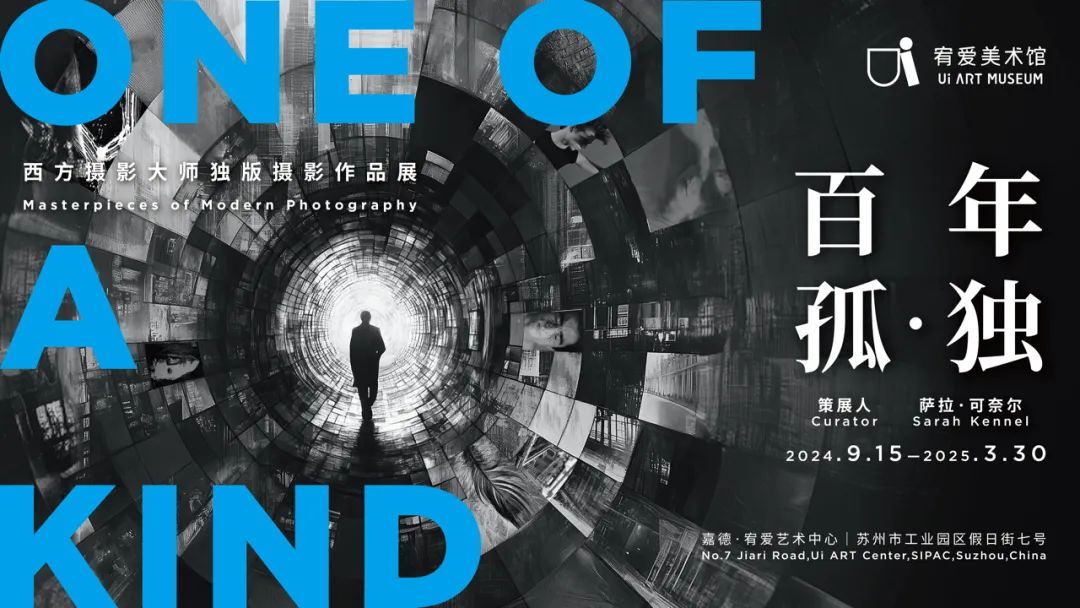 ONE OF
西方摄影大师独版摄影作品展
Masterpieces of Modern Photography
A
KIND
宥爱美术馆
Ui ART MUSEUM
百年
孤·独
策展人 萨拉·可奈尔
Curator Sarah Kennel
2024.9.15—2025.3.30
嘉德·宥爱艺术中心｜苏州市工业园区假日街七号
No.7 Jiari Road,Ui ART Center,SIPAC,Suzhou,China